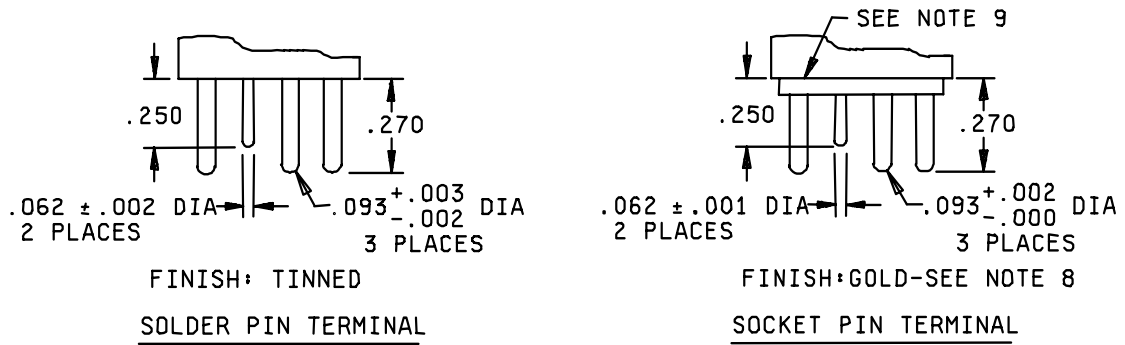 .250
.270
.062 ±.002 DIA
2 PLACES
.093 +.003 -.002 DIA
3 PLACES
FINISH: TINNED
SOLDER PIN TERMINAL
SEE NOTE 9
.250
.270
.062 ±.001 DIA
2 PLACES
.093 +.002 -.000 DIA
3 PLACES
FINISH:GOLD-SEE NOTE 8
SOCKET PIN TERMINAL